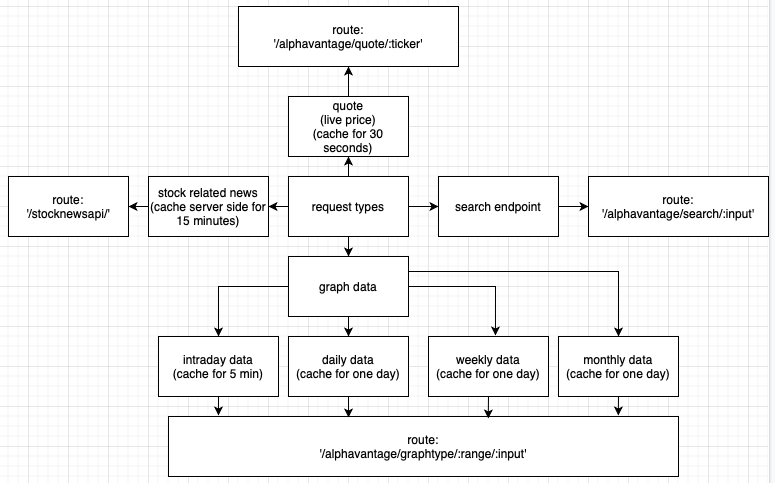 route:
'/alphavantage/quote/:ticker'
quote
(live price)
(cache for 30
seconds)
route:
'/stocknewsapi/'
stock related news
(cache server side for
15 minutes)
request types
search endpoint
route:
'/alphavantage/search/:input'
graph data
intraday data
(cache for 5 min)
daily data
(cache for one day)
weekly data
(cache for one day)
monthly data
(cache for one day)
route:
'/alphavantage/graphtype/:range/:input'